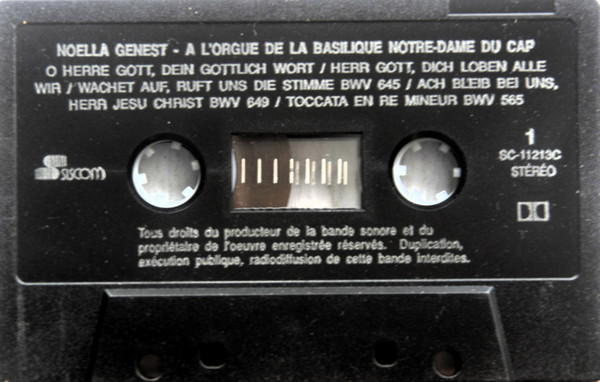 NOELLA GENEST - A L'ORGUE DE LA BASILIQUE NOTRE-DAME DU CAP
O HERRE GOTT, DEIN GOTTLICH WORT / HERR GOTT, DICH LOBEN ALLE
WIR / WACHET AUF, RUFT UNS DIE STIMME BWV 645 / ACH BLEIB BEI UNS,
HERR JESU CHRIST BWV 649 / TOCCATA EN RE MINEUR BWV 565
1
SC-11213C
STÉRÉO
SISCOM
Tous droits du producteur de la bande sonore et du
propriétaire de l'oeuvre enregistrée réservés. Duplication,
exécution publique, radiodiffusion de cette bande interdites.